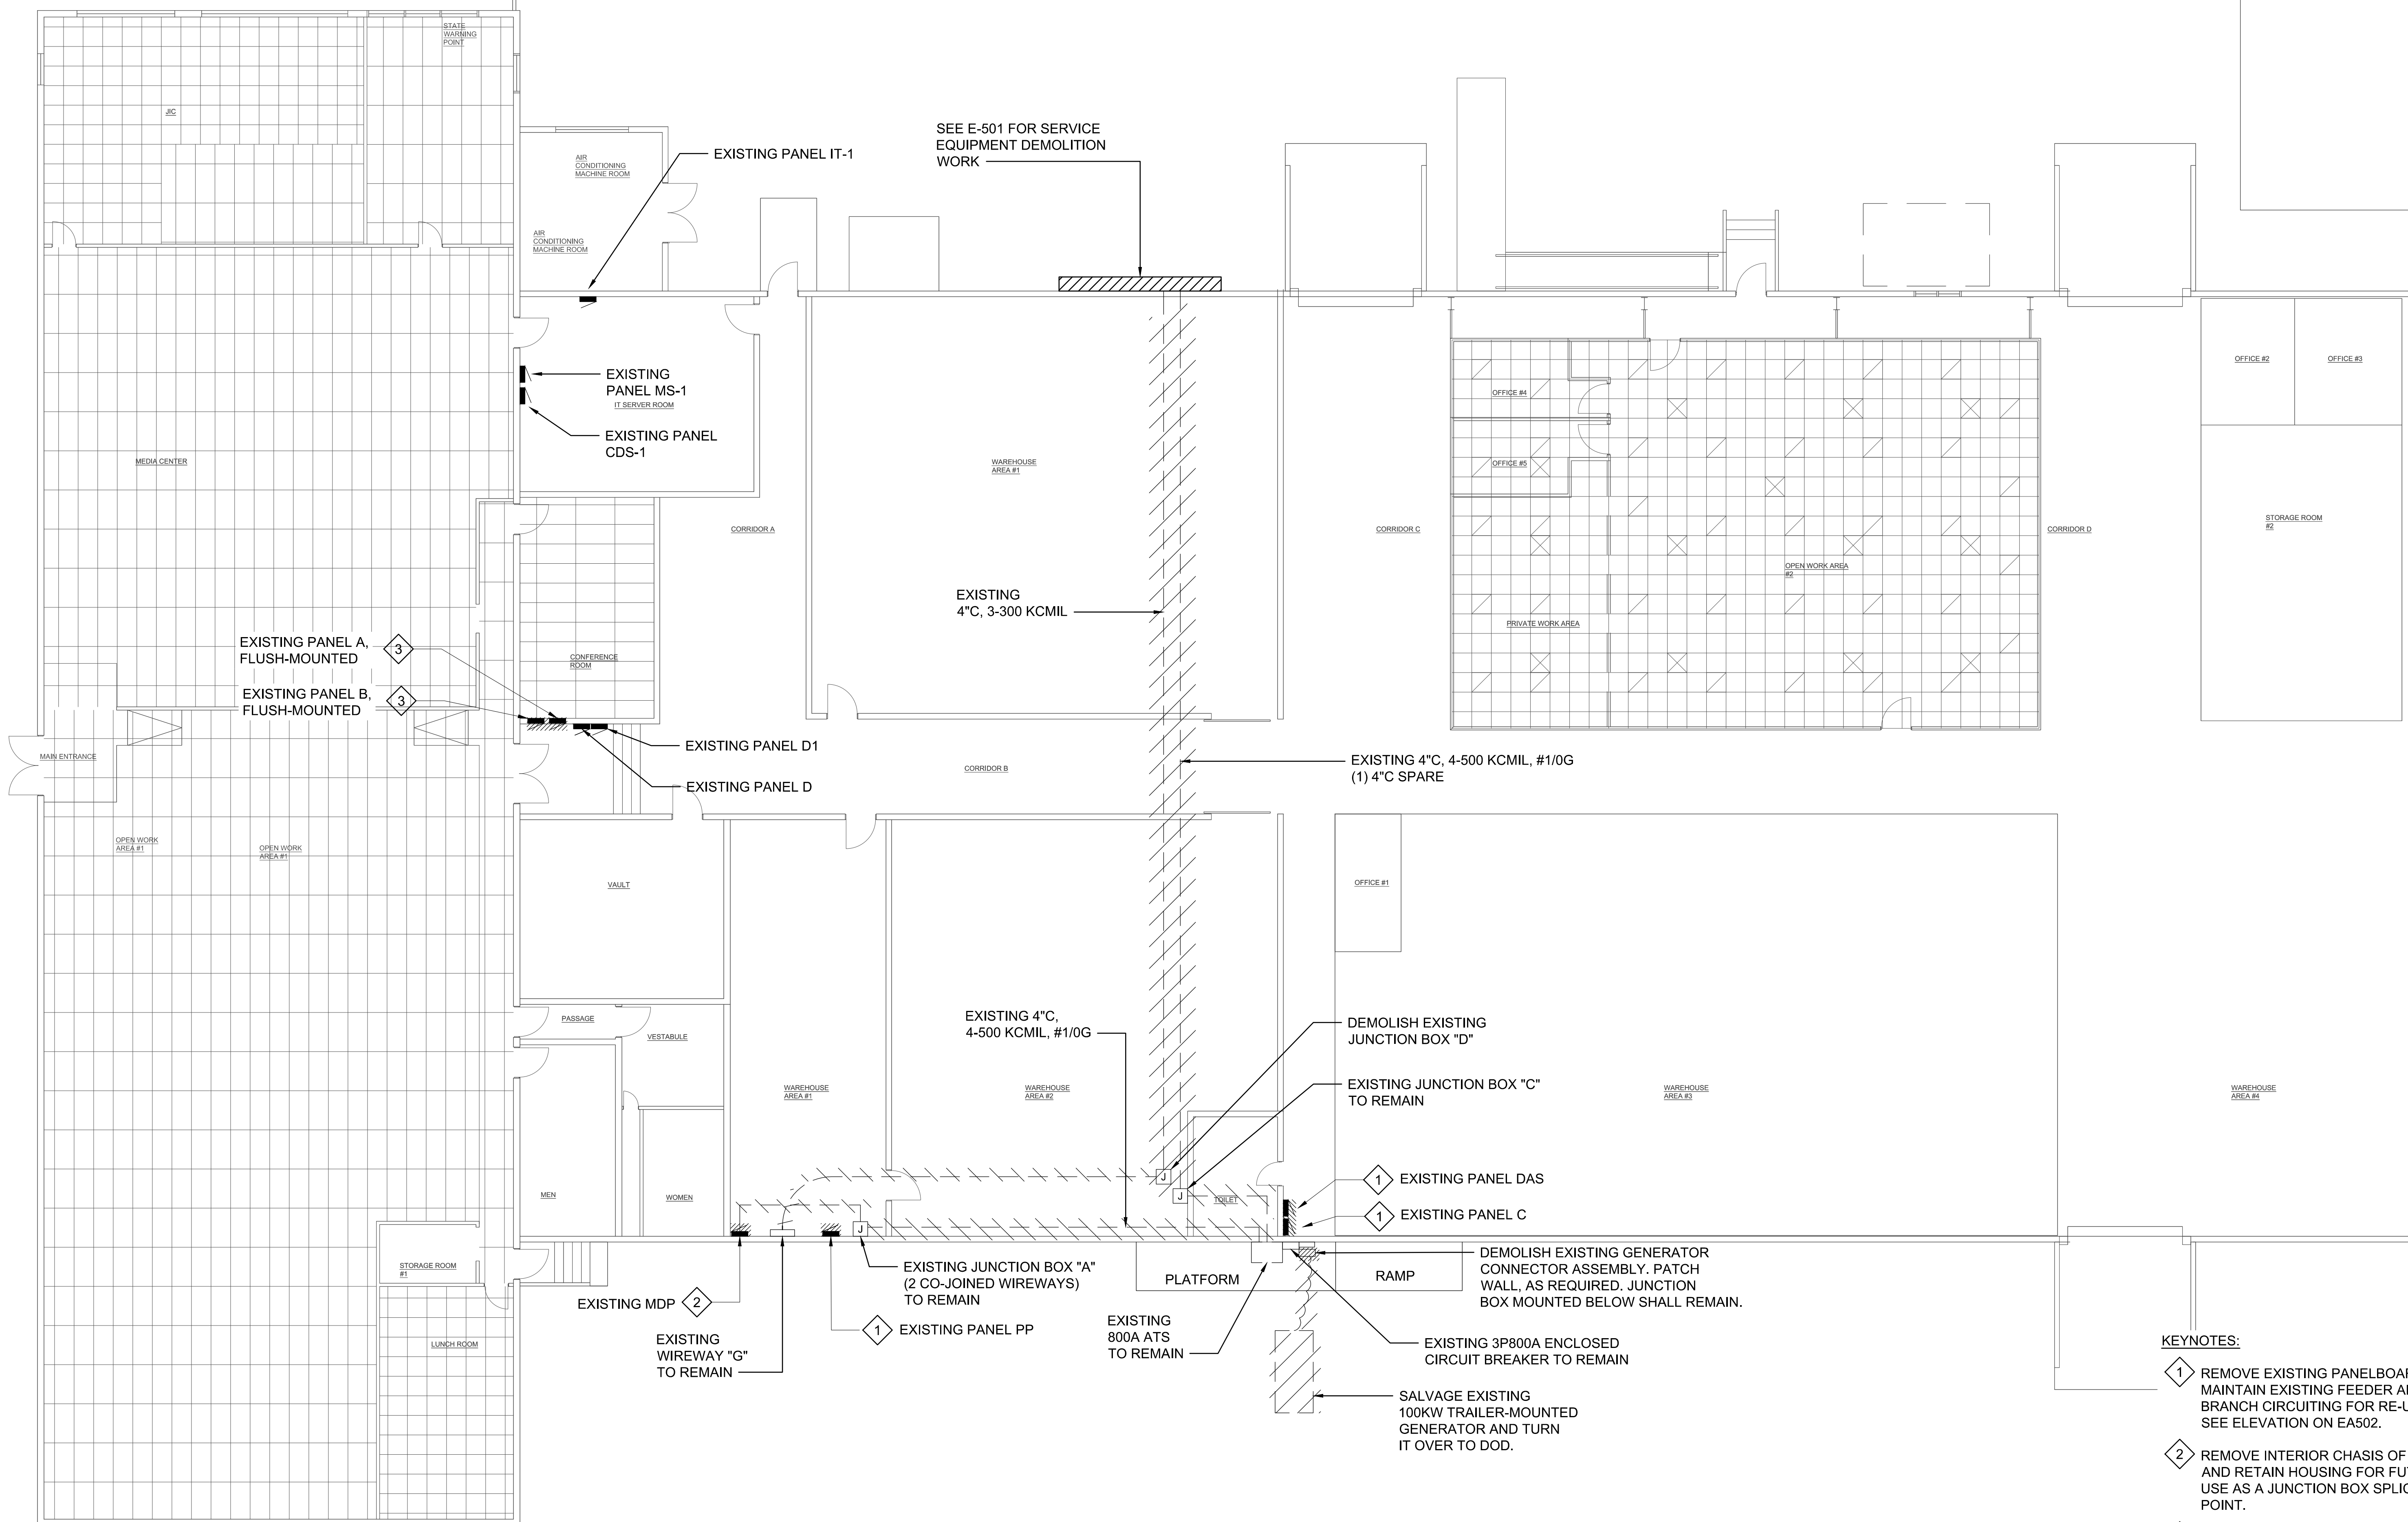 STATE
WARNING
POINT
JIC
AIR
CONDITIONING
MACHINE ROOM
AIR
CONDITIONING
MACHINE ROOM
EXISTING PANEL IT-1
SEE E-501 FOR SERVICE
EQUIPMENT DEMOLITION
WORK
EXISTING
PANEL MS-1
IT SERVER ROOM
EXISTING PANEL
CDS-1
MEDIA CENTER
WAREHOUSE
AREA #1
CORRIDOR A
CORRIDOR C
OFFICE #4
OFFICE #5
OPEN WORK AREA
#2
PRIVATE WORK AREA
CORRIDOR D
OFFICE #2
OFFICE #3
STORAGE ROOM
#2
EXISTING
4"C, 3-300 KCMIL
EXISTING PANEL A,
FLUSH-MOUNTED
3
EXISTING PANEL B,
FLUSH-MOUNTED
3
CONFERENCE
ROOM
MAIN ENTRANCE
EXISTING PANEL D1
EXISTING PANEL D
CORRIDOR B
EXISTING 4"C, 4-500 KCMIL, #1/0G
(1) 4"C SPARE
OPEN WORK
AREA #1
OPEN WORK
AREA #1
VAULT
OFFICE #1
PASSAGE
VESTABULE
EXISTING 4"C,
4-500 KCMIL, #1/0G
DEMOLISH EXISTING
JUNCTION BOX "D"
EXISTING JUNCTION BOX "C"
TO REMAIN
WAREHOUSE
AREA #1
WAREHOUSE
AREA #2
WAREHOUSE
AREA #3
WAREHOUSE
AREA #4
MEN
WOMEN
J
J
TOILET
J
1
EXISTING PANEL DAS
1
EXISTING PANEL C
STORAGE ROOM
#1
LUNCH ROOM
EXISTING MDP
2
EXISTING
WIREWAY "G"
TO REMAIN
EXISTING JUNCTION BOX "A"
(2 CO-JOINED WIREWAYS)
TO REMAIN
1
EXISTING PANEL PP
PLATFORM
RAMP
EXISTING
800A ATS
TO REMAIN
DEMOLISH EXISTING GENERATOR
CONNECTOR ASSEMBLY. PATCH
WALL, AS REQUIRED. JUNCTION
BOX MOUNTED BELOW SHALL REMAIN.
EXISTING 3P800A ENCLOSED
CIRCUIT BREAKER TO REMAIN
SALVAGE EXISTING
100KW TRAILER-MOUNTED
GENERATOR AND TURN
IT OVER TO DOD.
KEYNOTES:
1
REMOVE EXISTING
MAINTAIN EXISTING FEEDER
BRANCH CIRCUITING FOR
SEE ELEVATION ON EA502.
2
REMOVE INTERIOR CHASIS OF
AND RETAIN HOUSING FOR
USE AS A JUNCTION BOX
POINT.